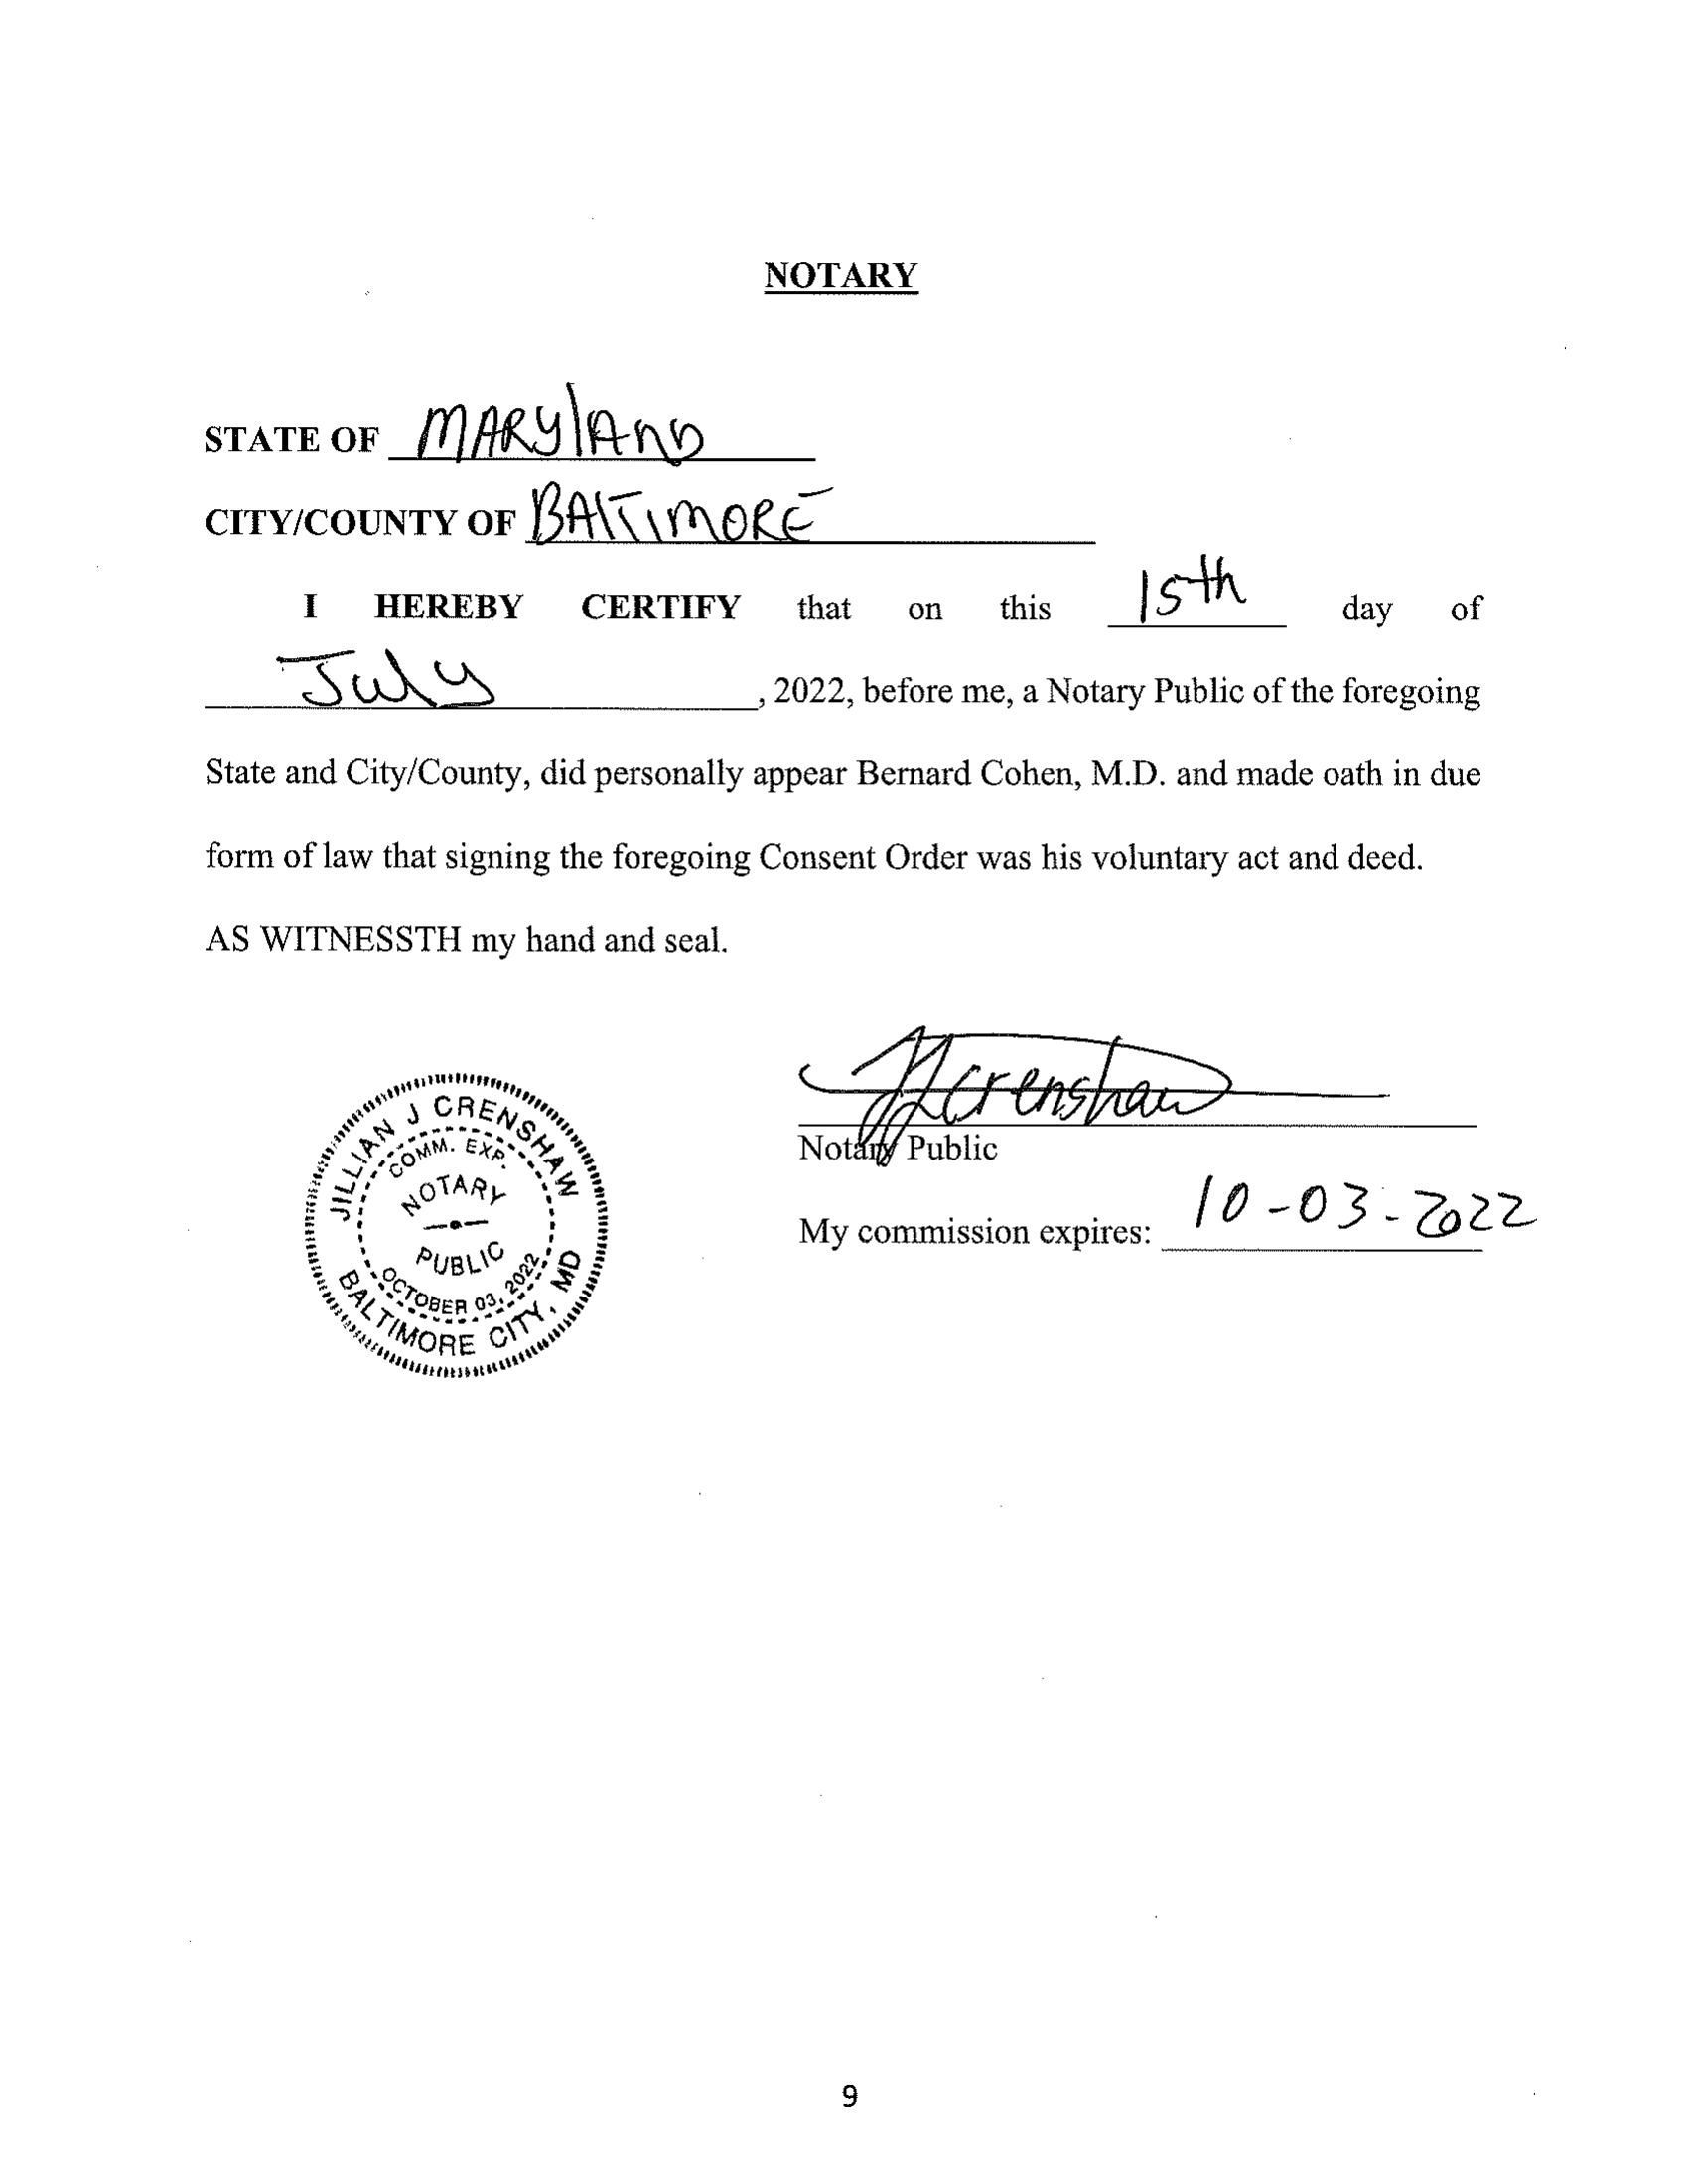 NOTARY
STATE OF MARYlAnD
CITY/COUNTY OF BAlTIMORE
I HEREBY CERTIFY that on this 15th day of
July, 2022, before me, a Notary Public of the foregoing
State and City/County, did personally appear Bernard Cohen, M.D. and made oath in due
form of law that signing the foregoing Consent Order was his voluntary act and deed.
AS WITNESSTH my hand and seal.
JJCrenshaw
Notary Public
My commission expires: 10-03-2022
JILLIAN J CRENSHAW
COMM. EXP.
NOTARY
PUBLIC
OCTOBER 03, 2022
BALTIMORE CITY, MD
9